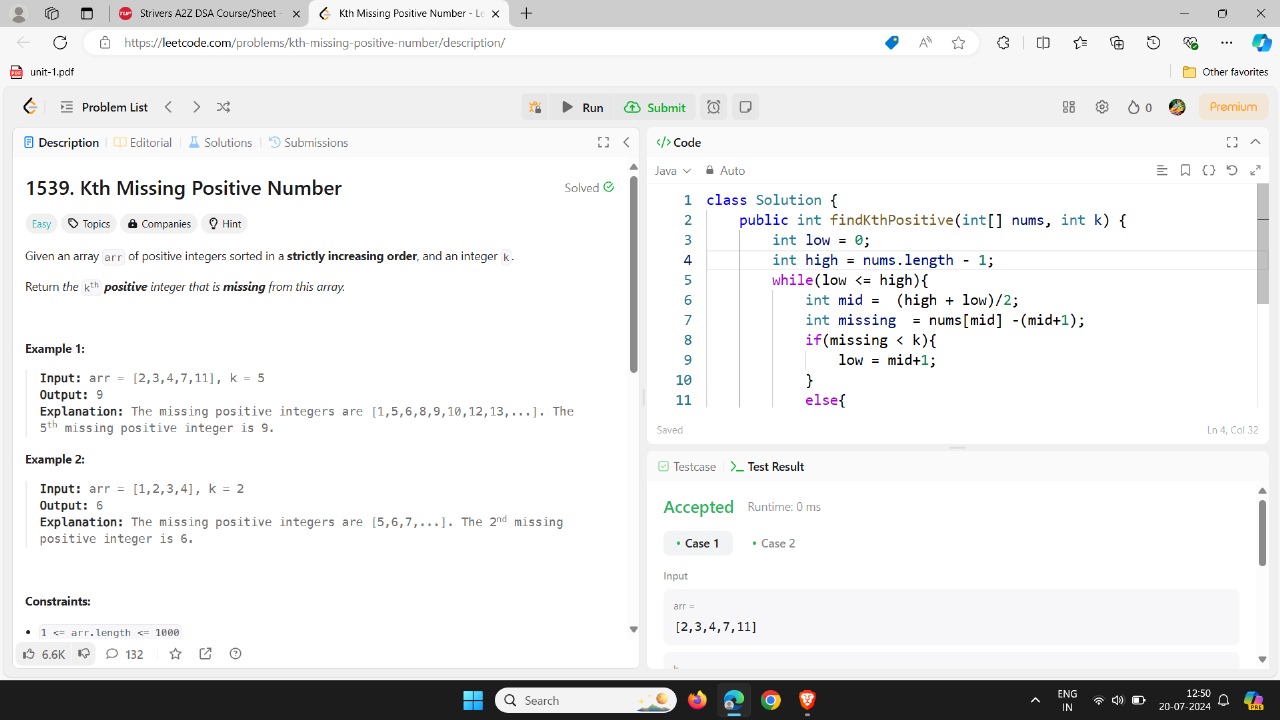 Strivers A2Z DSA Course/Sheet -
Kth Missing Positive Number - Le
https://leetcode.com/problems/kth-missing-positive-number/description/
unit-1.pdf
Other favorites
Problem List
Run
Submit
0
Premium
Description
Editorial
Solutions
Submissions
1539. Kth Missing Positive Number
Solved
Easy
Topics
Companies
Hint
Given an array arr of positive integers sorted in a strictly increasing order, and an integer k.
Return the kth positive integer that is missing from this array.
Example 1:
Input: arr = [2,3,4,7,11], k = 5
Output: 9
Explanation: The missing positive integers are [1,5,6,8,9,10,12,13,...]. The
5th missing positive integer is 9.
Example 2:
Input: arr = [1,2,3,4], k = 2
Output: 6
Explanation: The missing positive integers are [5,6,7,...]. The 2nd missing
positive integer is 6.
Constraints:
• 1 <= arr.length <= 1000
6.6K
132
Code
Java
Auto
1 class Solution {
2 public int findKthPositive(int[] nums, int k) {
3 int low = 0;
4 int high = nums.length - 1;
5 while(low <= high){
6 int mid =  (high + low)/2;
7 int missing  = nums[mid] -(mid+1);
8 if(missing < k){
9 low = mid+1;
10 }
11 else{
Saved
Ln 4, Col 32
Testcase
Test Result
Accepted
Runtime: 0 ms
• Case 1
• Case 2
Input
arr =
[2,3,4,7,11]
Search
ENG
IN
12:50
20-07-2024